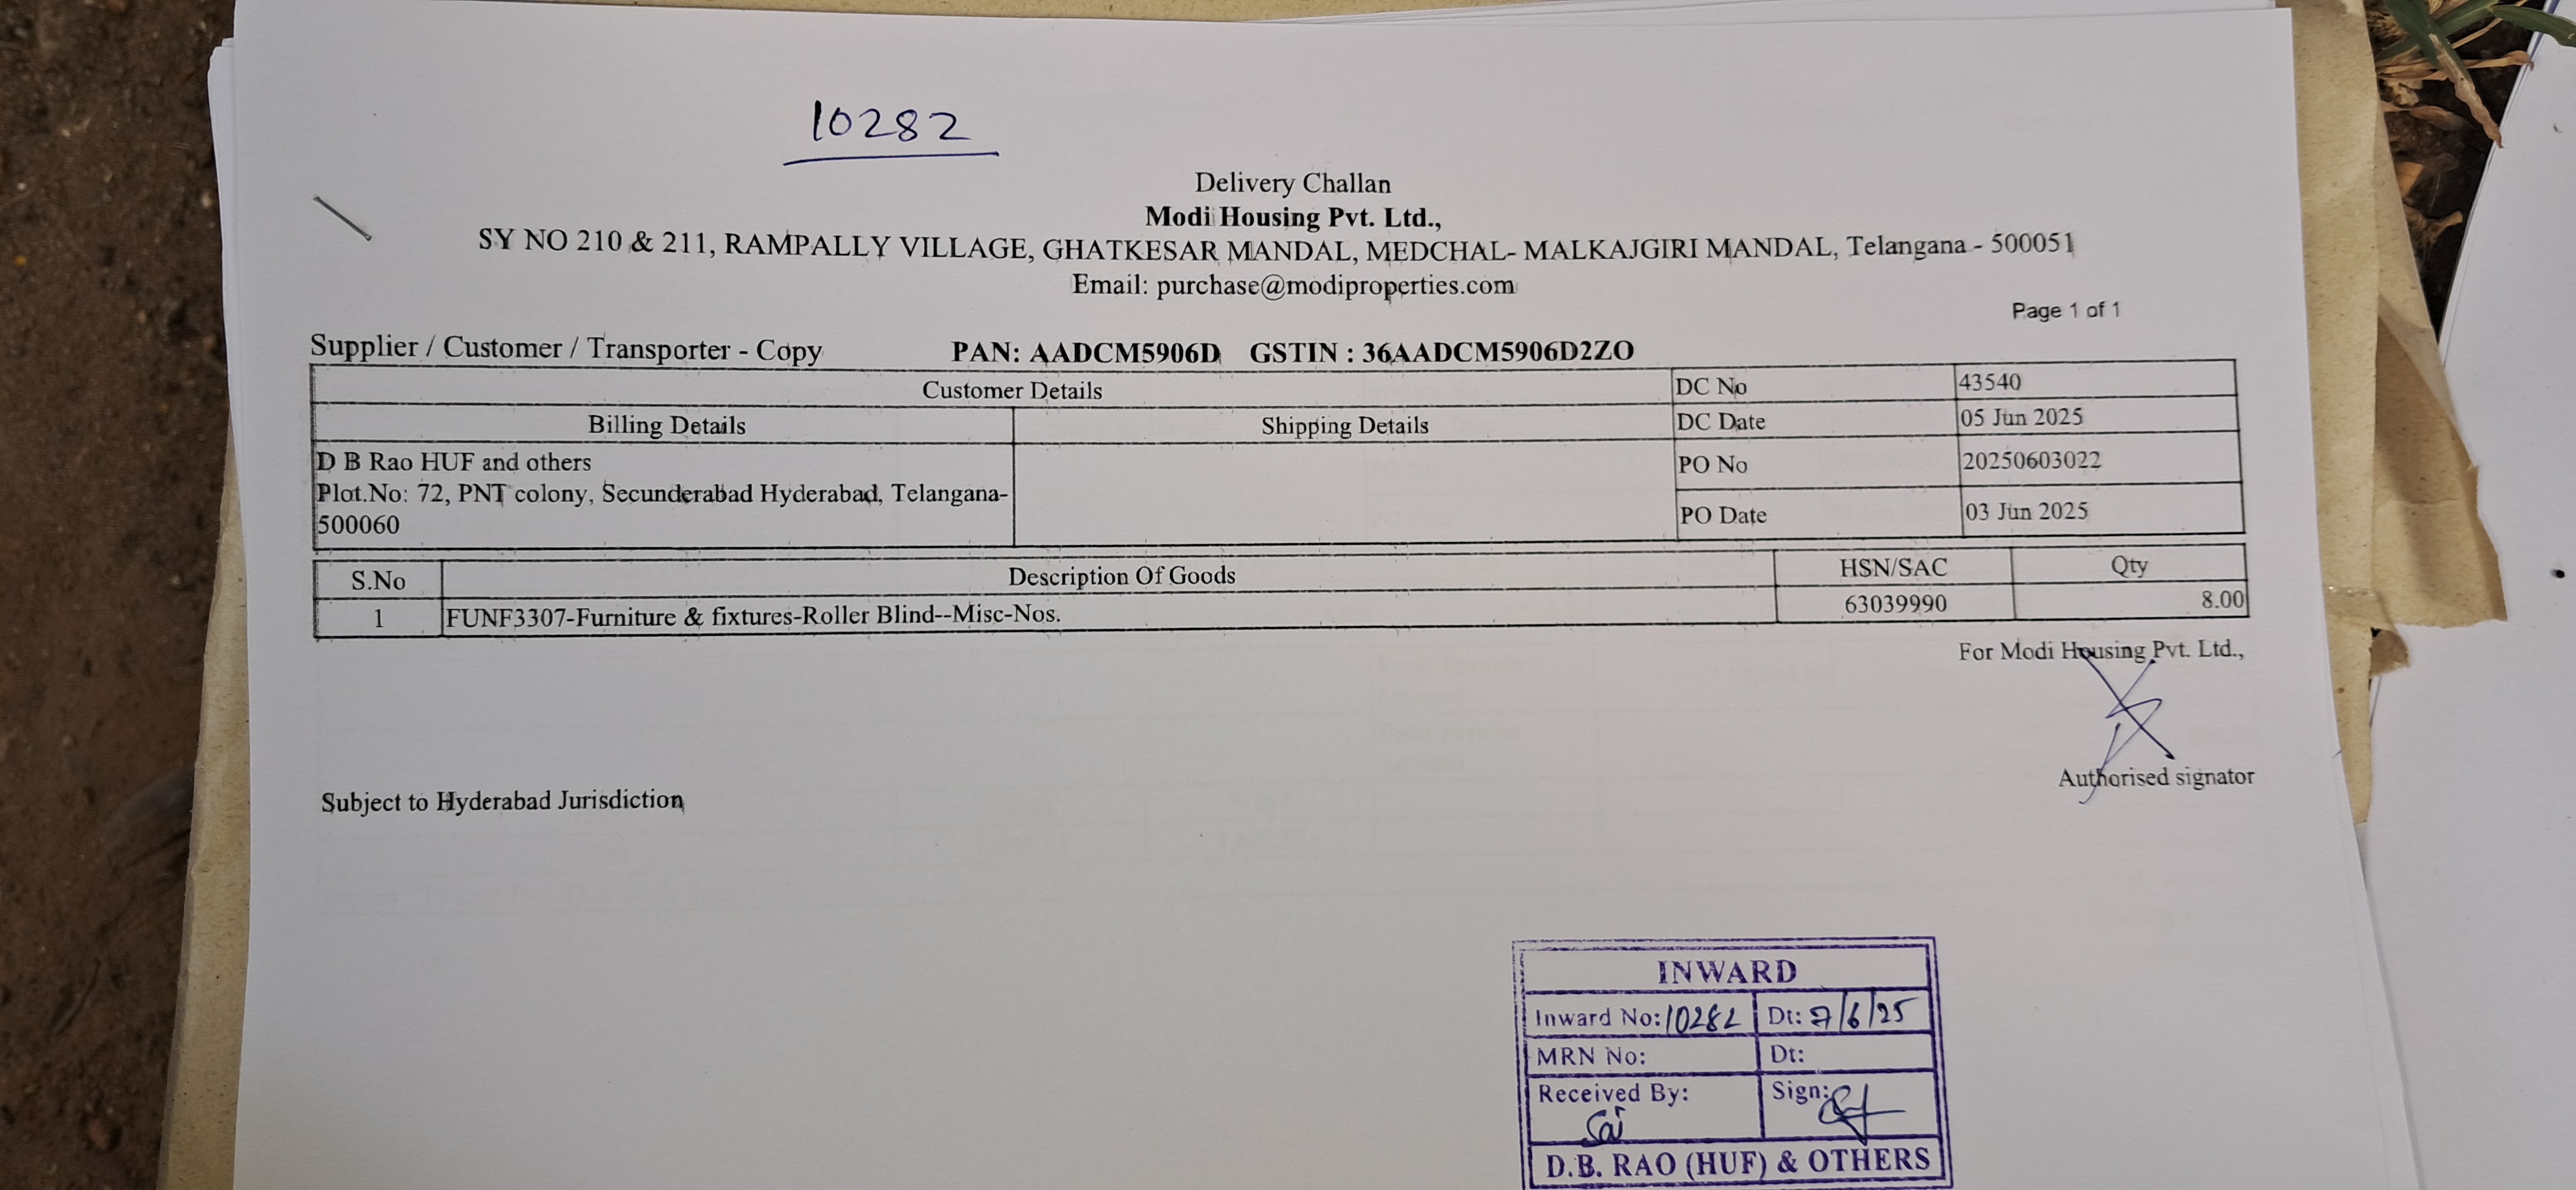 10282
Delivery Challan
Modi Housing Pvt. Ltd.,
SY NO 210 & 211, RAMPALLY VILLAGE, GHATKESAR MANDAL, MEDCHAL- MALKAJGIRI MANDAL, Telangana - 500051
Email: purchase@modiproperties.com
Page 1 of 1
Supplier / Customer / Transporter - Copy PAN: AADCM5906D GSTIN : 36AADCM5906D2ZO
Customer Details
DC No 43540
Billing Details Shipping Details
DC Date 05 Jun 2025
D B Rao HUF and others
Plot.No: 72, PNT colony, Secunderabad Hyderabad, Telangana-
500060
PO No 20250603022
PO Date 03 Jun 2025
S.No Description Of Goods HSN/SAC Qty
1 FUNF3307-Furniture & fixtures-Roller Blind--Misc-Nos. 63039990 8.00
For Modi Housing Pvt. Ltd.,
Authorised signator
Subject to Hyderabad Jurisdiction
INWARD
Inward No: 10282 Dt: 7/6/25
MRN No: Dt:
Received By: Sign:
Sai
D.B. RAO (HUF) & OTHERS